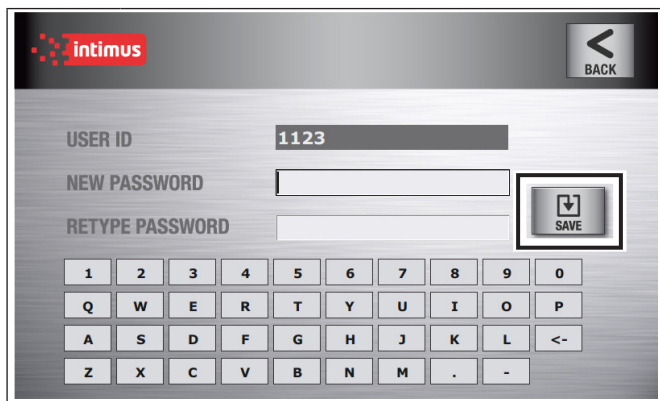 intimus
BACK
USER ID 1123
NEW PASSWORD
RETYPE PASSWORD
SAVE
1 2 3 4 5 6 7 8 9 0
Q W E R T Y U I O P
A S D F G H J K L <-
Z X C V B N M . -